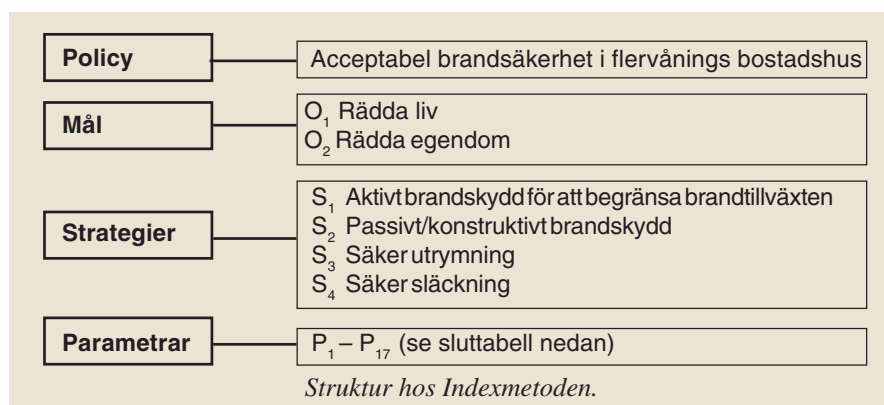 Policy Acceptabel brandsäkerhet i flervånings bostadshus
Mål
O₁ Rädda liv
O₂ Rädda egendom
Strategier
S₁ Aktivt brandskydd för att begränsa brandtillväxten
S₂ Passivt/konstruktivt brandskydd
S₃ Säker utrymning
S₄ Säker släckning
Parametrar P₁ – P₁₇ (se sluttabell nedan)
Struktur hos Indexmetoden.